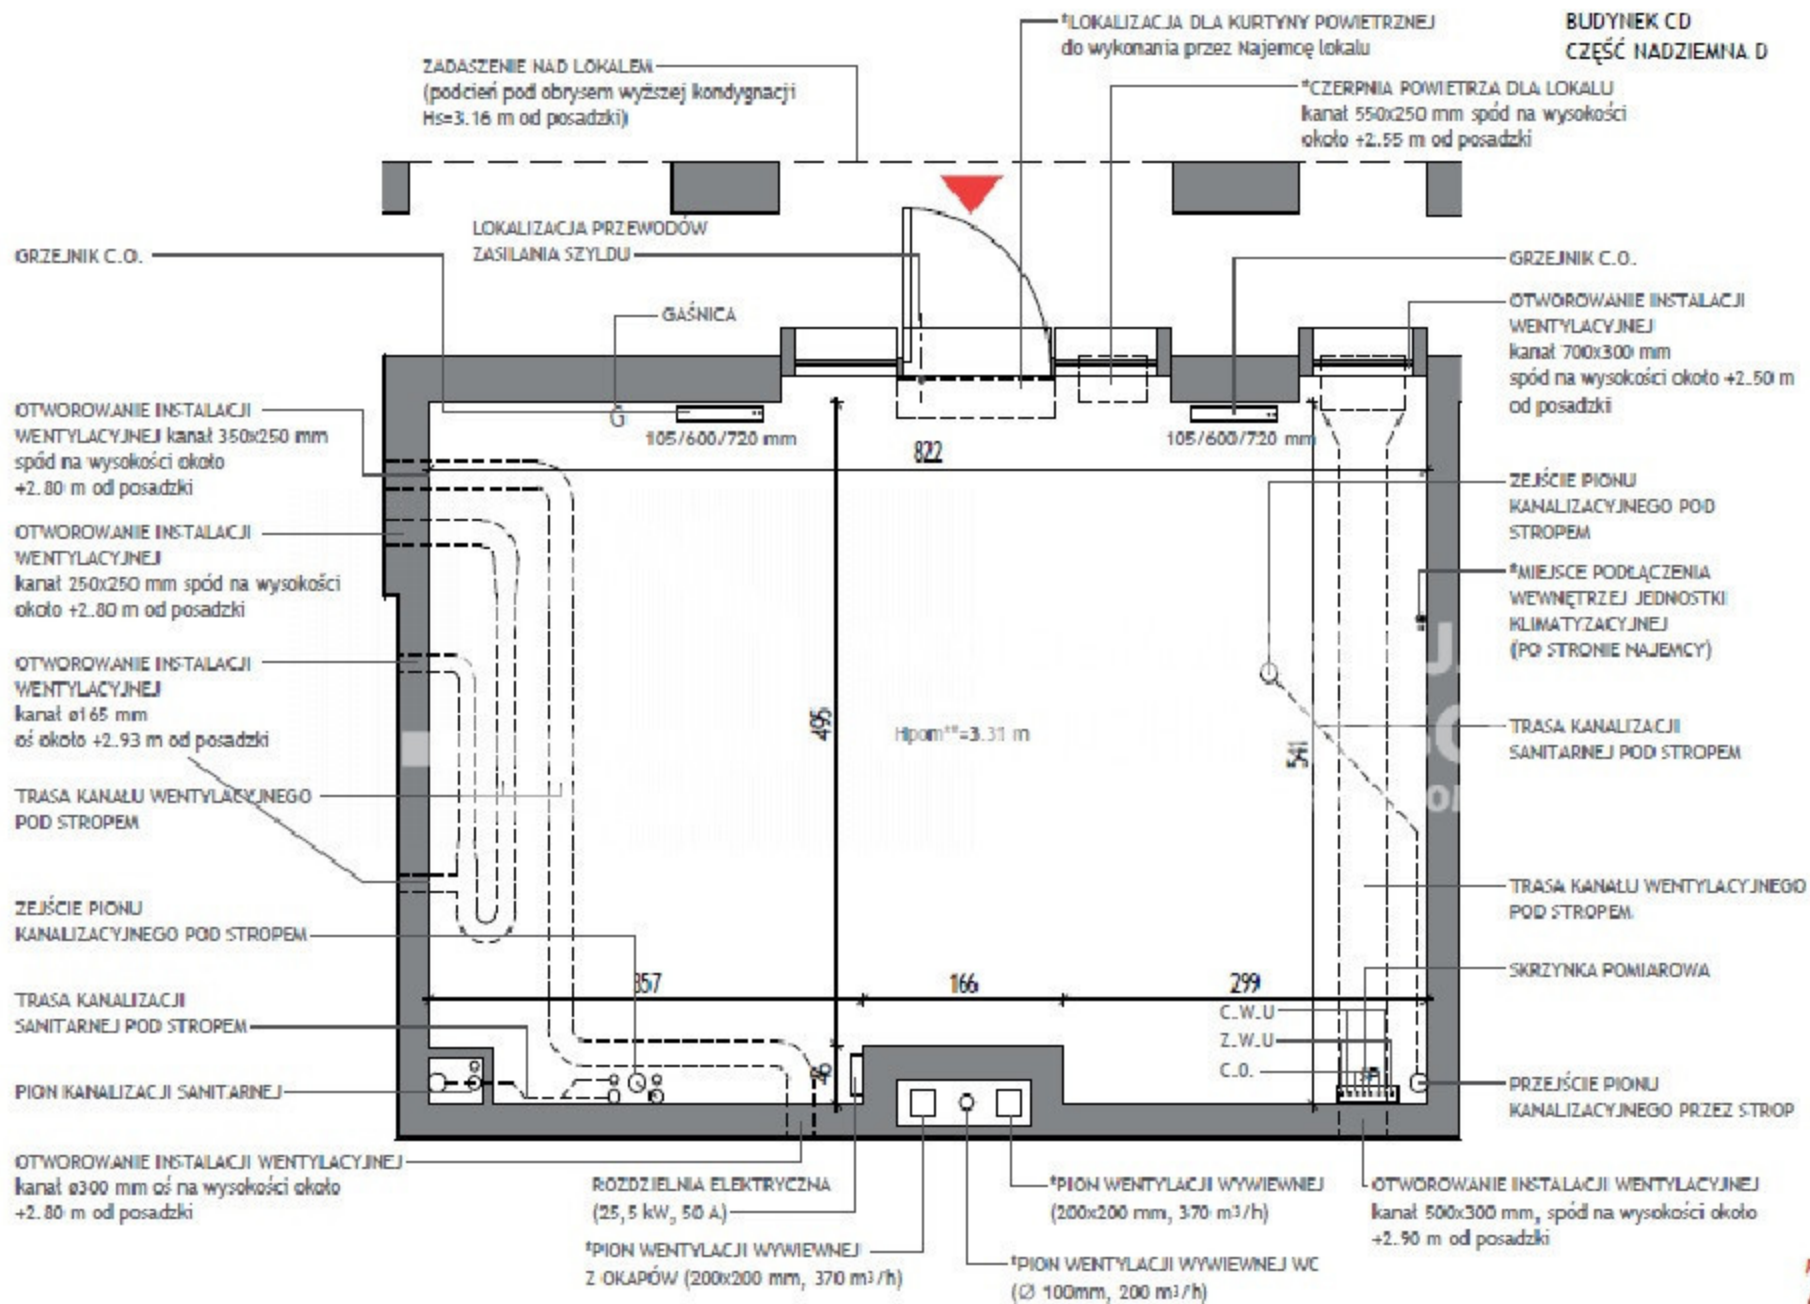 *LOKALIZACJA DLA KURTYNY POWIETRZNEJ
do wykonania przez Najemcę lokalu
BUDYNEK CD
CZĘŚĆ NADZIEMNA D
ZADASZENIE NAD LOKALEM
(podcień pod obrysem wyższej kondygnacji
Hs=3.16 m od posadzki)
*CZERPNIA POWIETRZA DLA LOKALU
kanał 550x250 mm spód na wysokości
około +2.55 m od posadzki
LOKALIZACJA PRZEWODÓW
ZASILANIA SZYLDU
GRZEJNIK C.O.
GAŚNICA
GRZEJNIK C.O.
OTWOROWANIE INSTALACJI
WENTYLACYJNEJ
kanał 700x300 mm
spód na wysokości około +2.50 m
od posadzki
OTWOROWANIE INSTALACJI
WENTYLACYJNEJ kanał 350x250 mm
spód na wysokości około
+2.80 m od posadzki
G
105/600/720 mm
105/600/720 mm
822
ZEJŚCIE PIONU
KANALIZACYJNEGO POD
STROPEM
OTWOROWANIE INSTALACJI
WENTYLACYJNEJ
kanał 250x250 mm spód na wysokości
około +2.80 m od posadzki
*MIEJSCE PODŁĄCZENIA
WEWNĘTRZEJ JEDNOSTKI
KLIMATYZACYJNEJ
(PO STRONIE NAJEMCY)
OTWOROWANIE INSTALACJI
WENTYLACYJNEJ
kanał ø165 mm
oś około +2.93 m od posadzki
495
Hpom**=3.31 m
541
TRASA KANALIZACJI
SANITARNEJ POD STROPEM
TRASA KANAŁU WENTYLACYJNEGO
POD STROPEM
TRASA KANAŁU WENTYLACYJNEGO
POD STROPEM
ZEJŚCIE PIONU
KANALIZACYJNEGO POD STROPEM
357
166
299
SKRZYNKA POMIAROWA
TRASA KANALIZACJI
SANITARNEJ POD STROPEM
C.W.U
Z.W.U
C.O.
46
PION KANALIZACJI SANITARNEJ
PRZEJŚCIE PIONU
KANALIZACYJNEGO PRZEZ STROP
OTWOROWANIE INSTALACJI WENTYLACYJNEJ
kanał ø300 mm oś na wysokości około
+2.80 m od posadzki
ROZDZIELNIA ELEKTRYCZNA
(25,5 kW, 50 A)
*PION WENTYLACJI WYWIEWNEJ
(200x200 mm, 370 m³/h)
OTWOROWANIE INSTALACJI WENTYLACYJNEJ
kanał 500x300 mm, spód na wysokości około
+2.90 m od posadzki
*PION WENTYLACJI WYWIEWNEJ
Z OKAPÓW (200x200 mm, 370 m³/h)
*PION WENTYLACJI WYWIEWNEJ WC
(Ø 100mm, 200 m³/h)